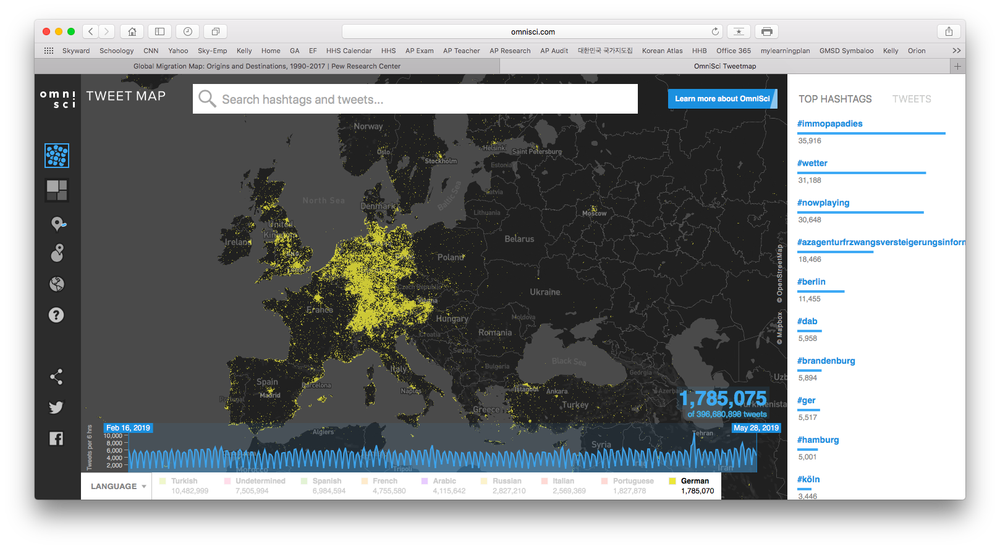 omnisci.com
Skyward Schoology CNN Yahoo Sky-Emp Kelly Home GA EF HHS Calendar HHS AP Exam AP Teacher AP Research AP Audit 대한민국 국가지도집 Korean Atlas HHB Office 365 mylearningplan GMSD Symbaloo Kelly Orion
Global Migration Map: Origins and Destinations, 1990-2017 | Pew Research Center
OmniSci Tweetmap
omni
sci
TWEET MAP
Search hashtags and tweets...
Learn more about OmniSci
TOP HASHTAGS TWEETS
#immopapadies
35,916
#wetter
31,188
#nowplaying
30,648
#azagenturfrzwangsversteigerungsinforn
18,466
#berlin
11,455
#dab
5,958
#brandenburg
5,894
#ger
5,517
#hamburg
5,001
#köln
3,446
Norway
Oslo
Stockholm
Helsinki
Saint Petersburg
Estonia
Latvia
Lithuania
Baltic Sea
North Sea
Denmark
United
Kingdom
Ireland
London
Moscow
Belarus
Poland
Ukraine
Czech Republic
Vienna
France
Hungary
Moldova
Romania
Croatia
Serbia
Bulgaria
Black Sea
Georgia
Azerbaijan
Uzb
Turkmenista
Italy
Naples
Spain
Madrid
Barcelona
Portugal
Greece
Istanbul
Ankara
Turkey
Syria
Iraq
Tehran
Iran
Algiers
Casablanca
Morocco
Tripoli
© Mapbox © OpenStreetMap
1,785,075
of 396,680,898 tweets
Feb 16, 2019
May 28, 2019
Tweets per 6 hrs
10,000
8,000
6,000
4,000
2,000
LANGUAGE
Turkish
10,482,999
Undetermined
7,505,994
Spanish
6,984,594
French
4,755,580
Arabic
4,115,642
Russian
2,827,210
Italian
2,569,369
Portuguese
1,827,878
German
1,785,070